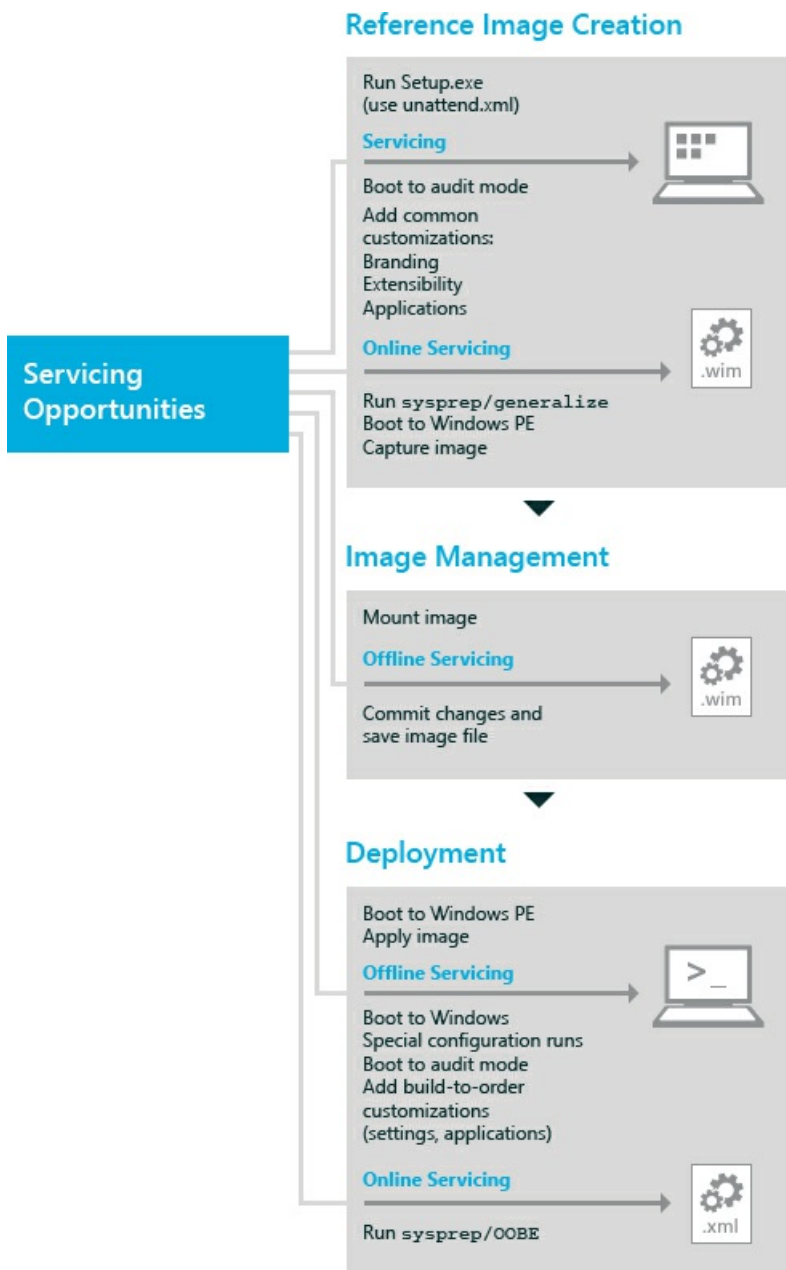 Reference Image Creation
Run Setup.exe
(use unattend.xml)
Servicing
Boot to audit mode
Add common
customizations:
Branding
Extensibility
Applications
Online Servicing
.wim
Run sysprep/generalize
Boot to Windows PE
Capture image
Servicing
Opportunities
Image Management
Mount image
Offline Servicing
.wim
Commit changes and
save image file
Deployment
Boot to Windows PE
Apply image
Offline Servicing
>_
Boot to Windows
Special configuration runs
Boot to audit mode
Add build-to-order
customizations
(settings, applications)
Online Servicing
.xml
Run sysprep/OOBE